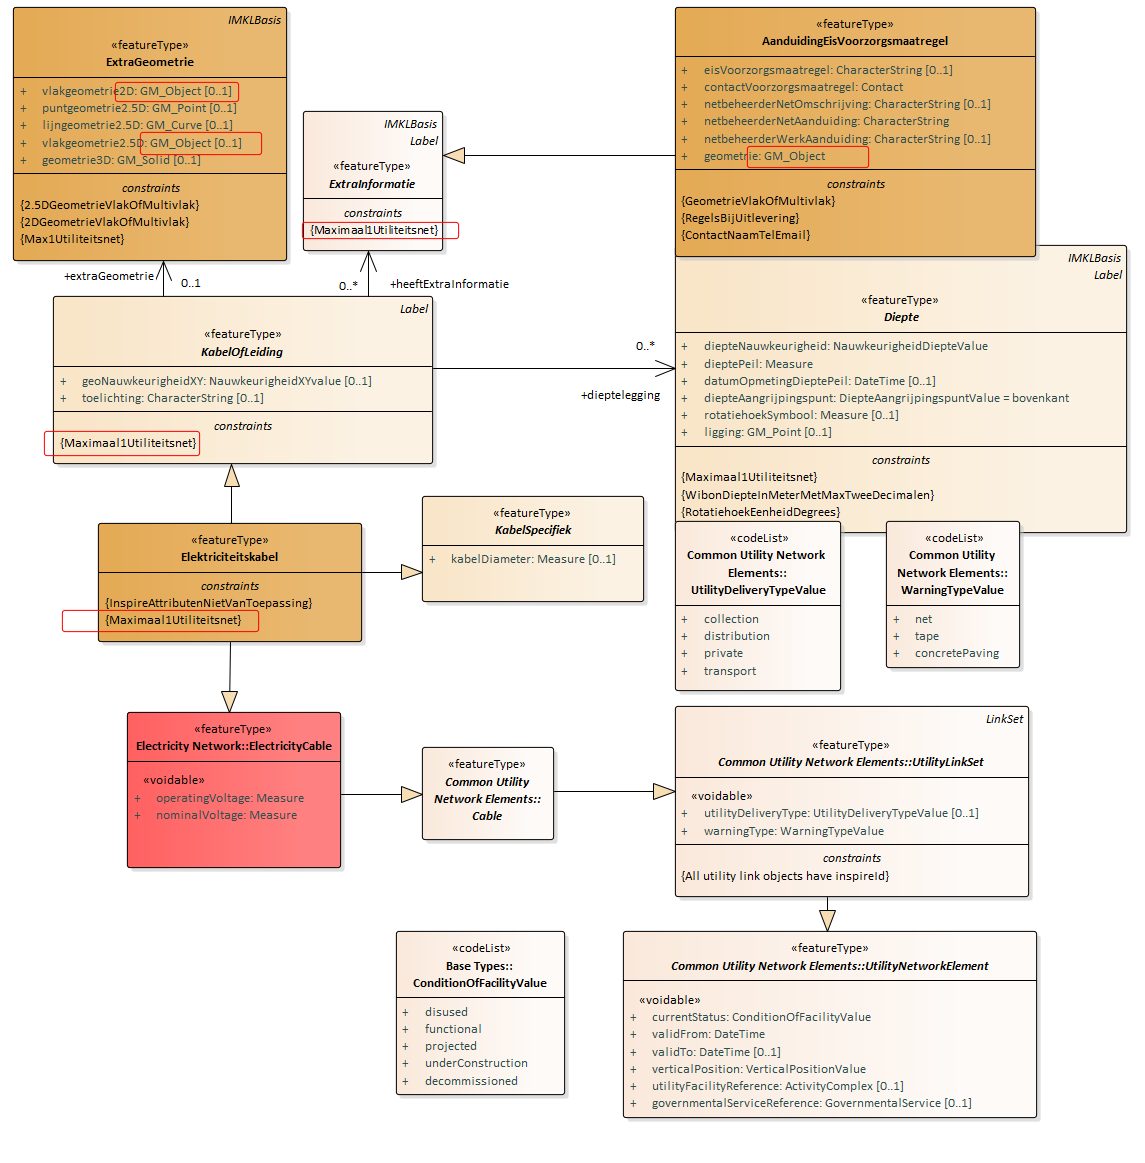 IMKLBasis
«featureType»
ExtraGeometrie
+ vlakgeometrie2D: GM_Object [0..1]
+ puntgeometrie2.5D: GM_Point [0..1]
+ lijngeometrie2.5D: GM_Curve [0..1]
+ vlakgeometrie2.5D: GM_Object [0..1]
+ geometrie3D: GM_Solid [0..1]
constraints
{2.5DGeometrieVlakOfMultivlak}
{2DGeometrieVlakOfMultivlak}
{Max1Utiliteitsnet}
IMKLBasis
Label
«featureType»
ExtraInformatie
constraints
{Maximaal1Utiliteitsnet}
«featureType»
AanduidingEisVoorzorgsmaatregel
+ eisVoorzorgsmaatregel: CharacterString [0..1]
+ contactVoorzorgsmaatregel: Contact
+ netbeheerderNetOmschrijving: CharacterString [0..1]
+ netbeheerderNetAanduiding: CharacterString
+ netbeheerderWerkAanduiding: CharacterString [0..1]
+ geometrie: GM_Object
constraints
{GeometrieVlakOfMultivlak}
{RegelsBijUitlevering}
{ContactNaamTelEmail}
+extraGeometrie
0..1
0..*
+heeftExtraInformatie
Label
«featureType»
KabelOfLeiding
+ geoNauwkeurigheidXY: NauwkeurigheidXYvalue [0..1]
+ toelichting: CharacterString [0..1]
constraints
{Maximaal1Utiliteitsnet}
0..*
+dieptelegging
IMKLBasis
Label
«featureType»
Diepte
+ diepteNauwkeurigheid: NauwkeurigheidDiepteValue
+ dieptePeil: Measure
+ datumOpmetingDieptePeil: DateTime [0..1]
+ diepteAangrijpingspunt: DiepteAangrijpingspuntValue = bovenkant
+ rotatiehoekSymbool: Measure [0..1]
+ ligging: GM_Point [0..1]
constraints
{Maximaal1Utiliteitsnet}
{WibonDiepteInMeterMetMaxTweeDecimalen}
{RotatiehoekEenheidDegrees}
«featureType»
Elektriciteitskabel
constraints
{InspireAttributenNietVanToepassing}
{Maximaal1Utiliteitsnet}
«featureType»
KabelSpecifiek
+ kabelDiameter: Measure [0..1]
«codeList»
Common Utility Network
Elements::
UtilityDeliveryTypeValue
+ collection
+ distribution
+ private
+ transport
«codeList»
Common Utility
Network Elements::
WarningTypeValue
+ net
+ tape
+ concretePaving
«featureType»
Electricity Network::ElectricityCable
«voidable»
+ operatingVoltage: Measure
+ nominalVoltage: Measure
«featureType»
Common Utility
Network Elements::
Cable
LinkSet
«featureType»
Common Utility Network Elements::UtilityLinkSet
«voidable»
+ utilityDeliveryType: UtilityDeliveryTypeValue [0..1]
+ warningType: WarningTypeValue
constraints
{All utility link objects have inspireId}
«codeList»
Base Types::
ConditionOfFacilityValue
+ disused
+ functional
+ projected
+ underConstruction
+ decommissioned
«featureType»
Common Utility Network Elements::UtilityNetworkElement
«voidable»
+ currentStatus: ConditionOfFacilityValue
+ validFrom: DateTime
+ validTo: DateTime [0..1]
+ verticalPosition: VerticalPositionValue
+ utilityFacilityReference: ActivityComplex [0..1]
+ governmentalServiceReference: GovernmentalService [0..1]